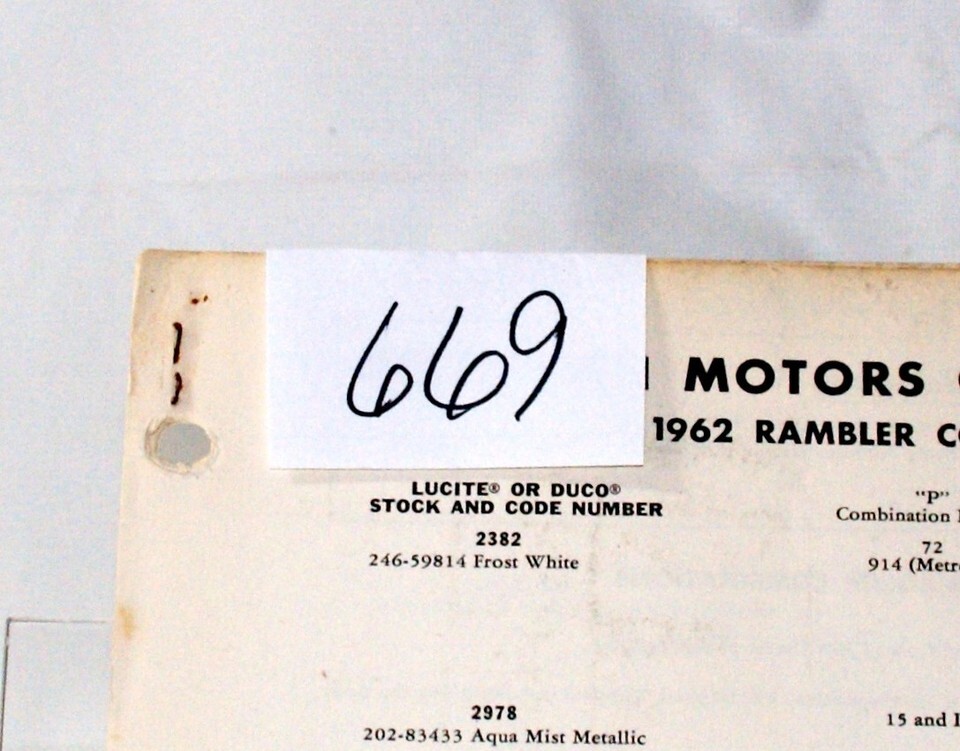 669
MOTORS
1962 RAMBLER
LUCITE® OR DUCO®
STOCK AND CODE NUMBER
"P"
Combination
2382
72
246-59814 Frost White
914
2978
15 and
202-83433 Aqua Mist Metallic